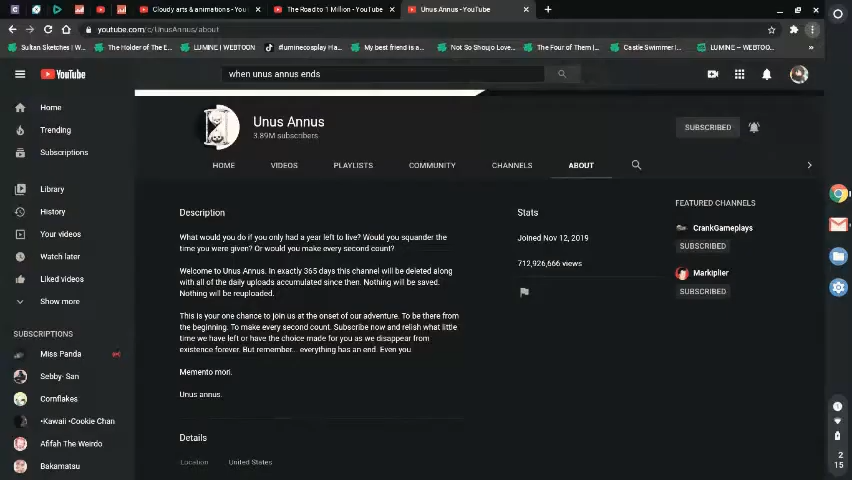 Cloudy arts & animations - You
The Road to 1 Million - YouTube
Unus Annus - YouTube
youtube.com/c/UnusAnnus/about
Sultan Sketches | W
The Holder of The E
LUMINE | WEBTOON
#luminecosplay Ha
My best friend is a
Not So Shoujo Love
The Four of Them |
Castle Swimmer |
LUMINE – WEBTOO
YouTube
when unus annus ends
Home
Trending
Subscriptions
Library
History
Your videos
Watch later
Liked videos
Show more
SUBSCRIPTIONS
Miss Panda
Sebby- San
Cornflakes
•Kawaii •Cookie Chan
Afifah The Weirdo
Bakamatsu
Unus Annus
3.89M subscribers
SUBSCRIBED
HOME VIDEOS PLAYLISTS COMMUNITY CHANNELS ABOUT
Description
What would you do if you only had a year left to live? Would you squander the
time you were given? Or would you make every second count?
Welcome to Unus Annus. In exactly 365 days this channel will be deleted along
with all of the daily uploads accumulated since then. Nothing will be saved.
Nothing will be reuploaded.
This is your one chance to join us at the onset of our adventure. To be there from
the beginning. To make every second count. Subscribe now and relish what little
time we have left or have the choice made for you as we disappear from
existence forever. But remember... everything has an end. Even you.
Memento mori.
Unus annus.
Details
Location United States
Stats
Joined Nov 12, 2019
712,926,666 views
FEATURED CHANNELS
CrankGameplays
SUBSCRIBED
Markiplier
SUBSCRIBED
1
2
15